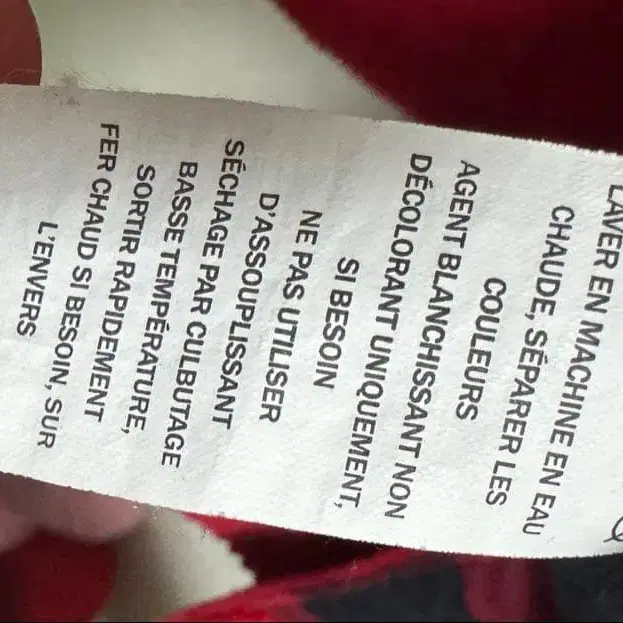 LAVER EN MACHINE EN EAU
CHAUDE, SÉPARER LES
COULEURS
AGENT BLANCHISSANT NON
DÉCOLORANT UNIQUEMENT,
SI BESOIN
NE PAS UTILISER
D'ASSOUPLISSANT
SÉCHAGE PAR CULBUTAGE
BASSE TEMPÉRATURE,
SORTIR RAPIDEMENT
FER CHAUD SI BESOIN, SUR
L'ENVERS